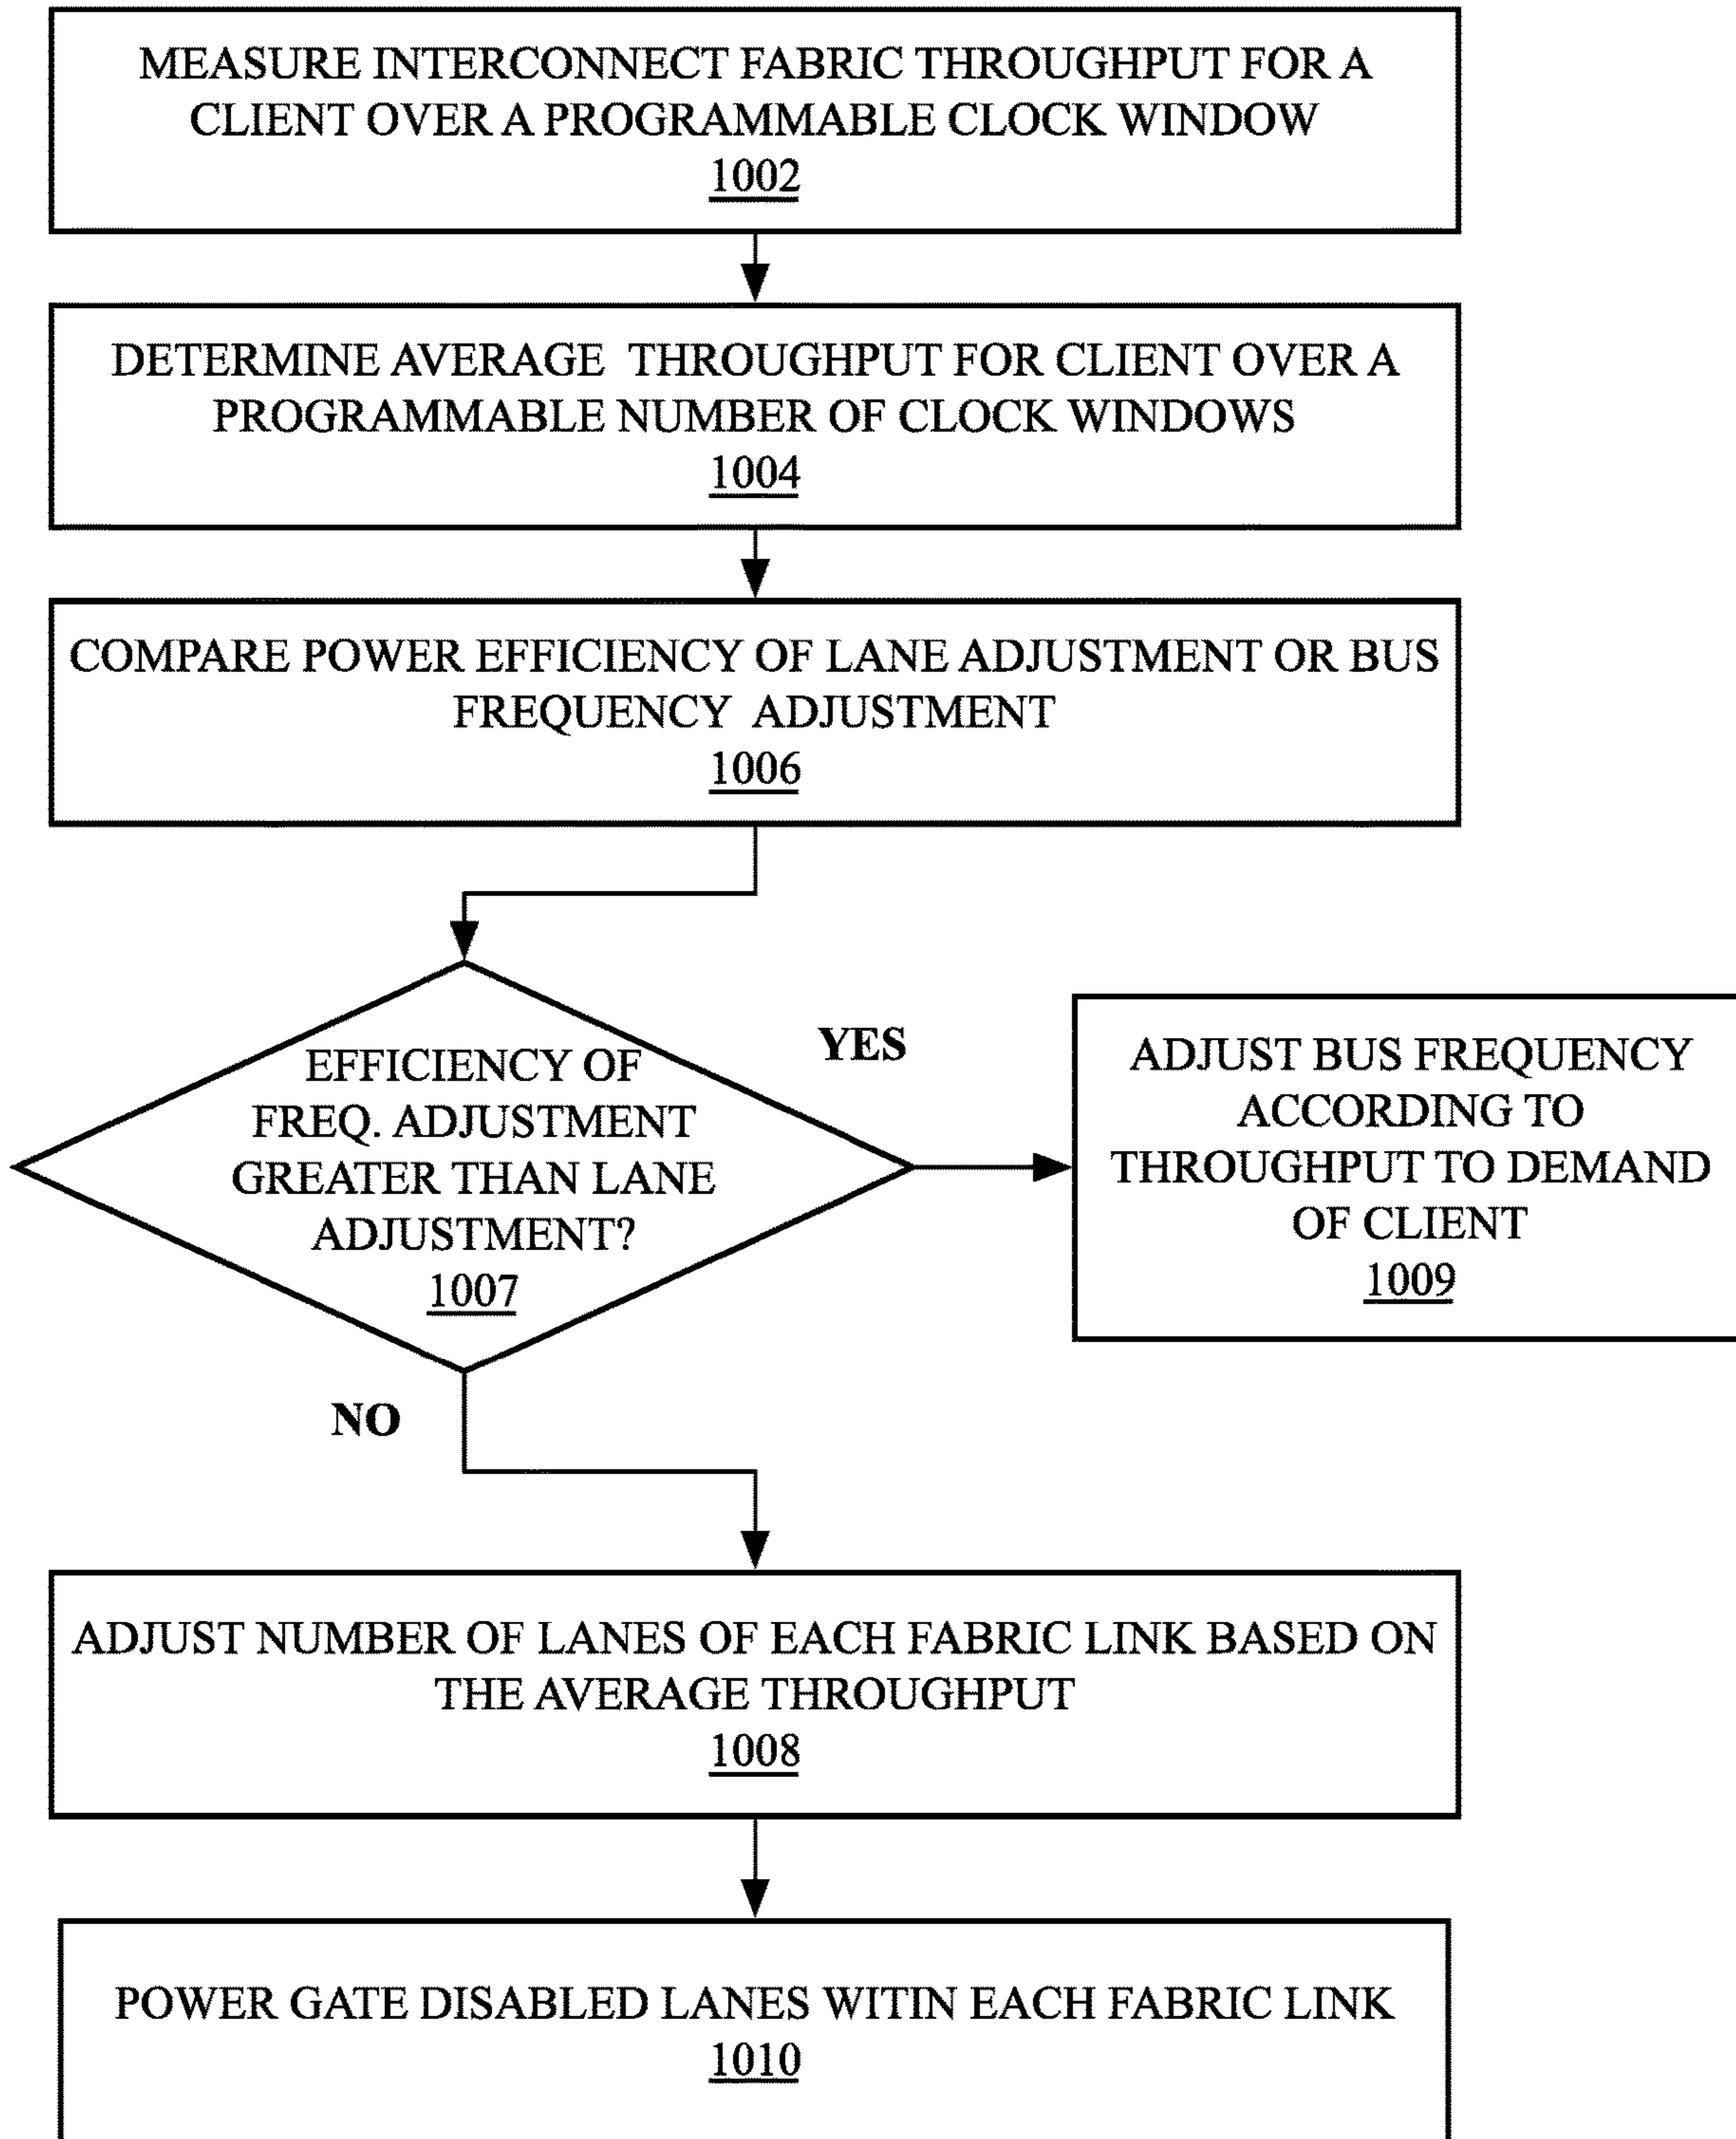 MEASURE INTERCONNECT FABRIC THROUGHPUT FOR A
CLIENT OVER A PROGRAMMABLE CLOCK WINDOW
1002
DETERMINE AVERAGE THROUGHPUT FOR CLIENT OVER A
PROGRAMMABLE NUMBER OF CLOCK WINDOWS
1004
COMPARE POWER EFFICIENCY OF LANE ADJUSTMENT OR BUS
FREQUENCY ADJUSTMENT
1006
EFFICIENCY OF
FREQ. ADJUSTMENT
GREATER THAN LANE
ADJUSTMENT?
1007
YES
ADJUST BUS FREQUENCY
ACCORDING TO
THROUGHPUT TO DEMAND
OF CLIENT
1009
NO
ADJUST NUMBER OF LANES OF EACH FABRIC LINK BASED ON
THE AVERAGE THROUGHPUT
1008
POWER GATE DISABLED LANES WITIN EACH FABRIC LINK
1010